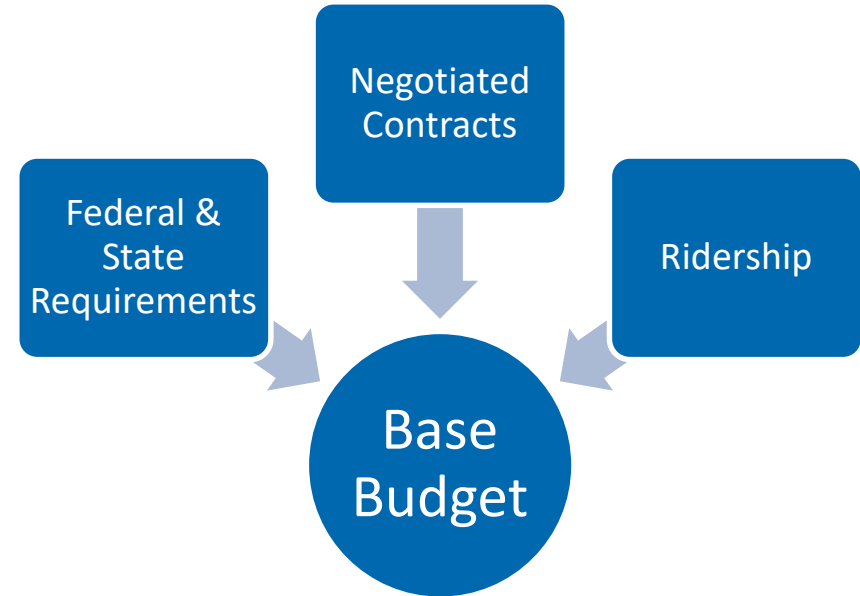 Negotiated
Contracts
Federal &
State
Requirements
Ridership
Base
Budget